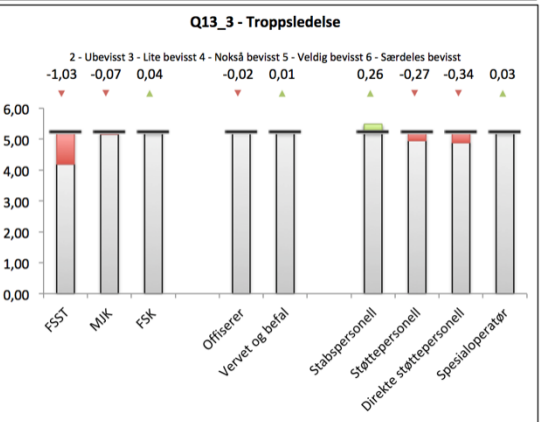 Q13_3 - Troppsledelse
2 - Ubevisst 3 - Lite bevisst 4 - Nokså bevisst 5 - Veldig bevisst 6 - Særdeles bevisst
-1,03 -0,07 0,04 -0,02 0,01 0,26 -0,27 -0,34 0,03
6,00
5,00
4,00
3,00
2,00
1,00
0,00
FSST
MJK
FSK
Offiserer
Vervet og befal
Stabspersonell
Støttepersonell
Direkte støttepersonell
Spesialoperatør